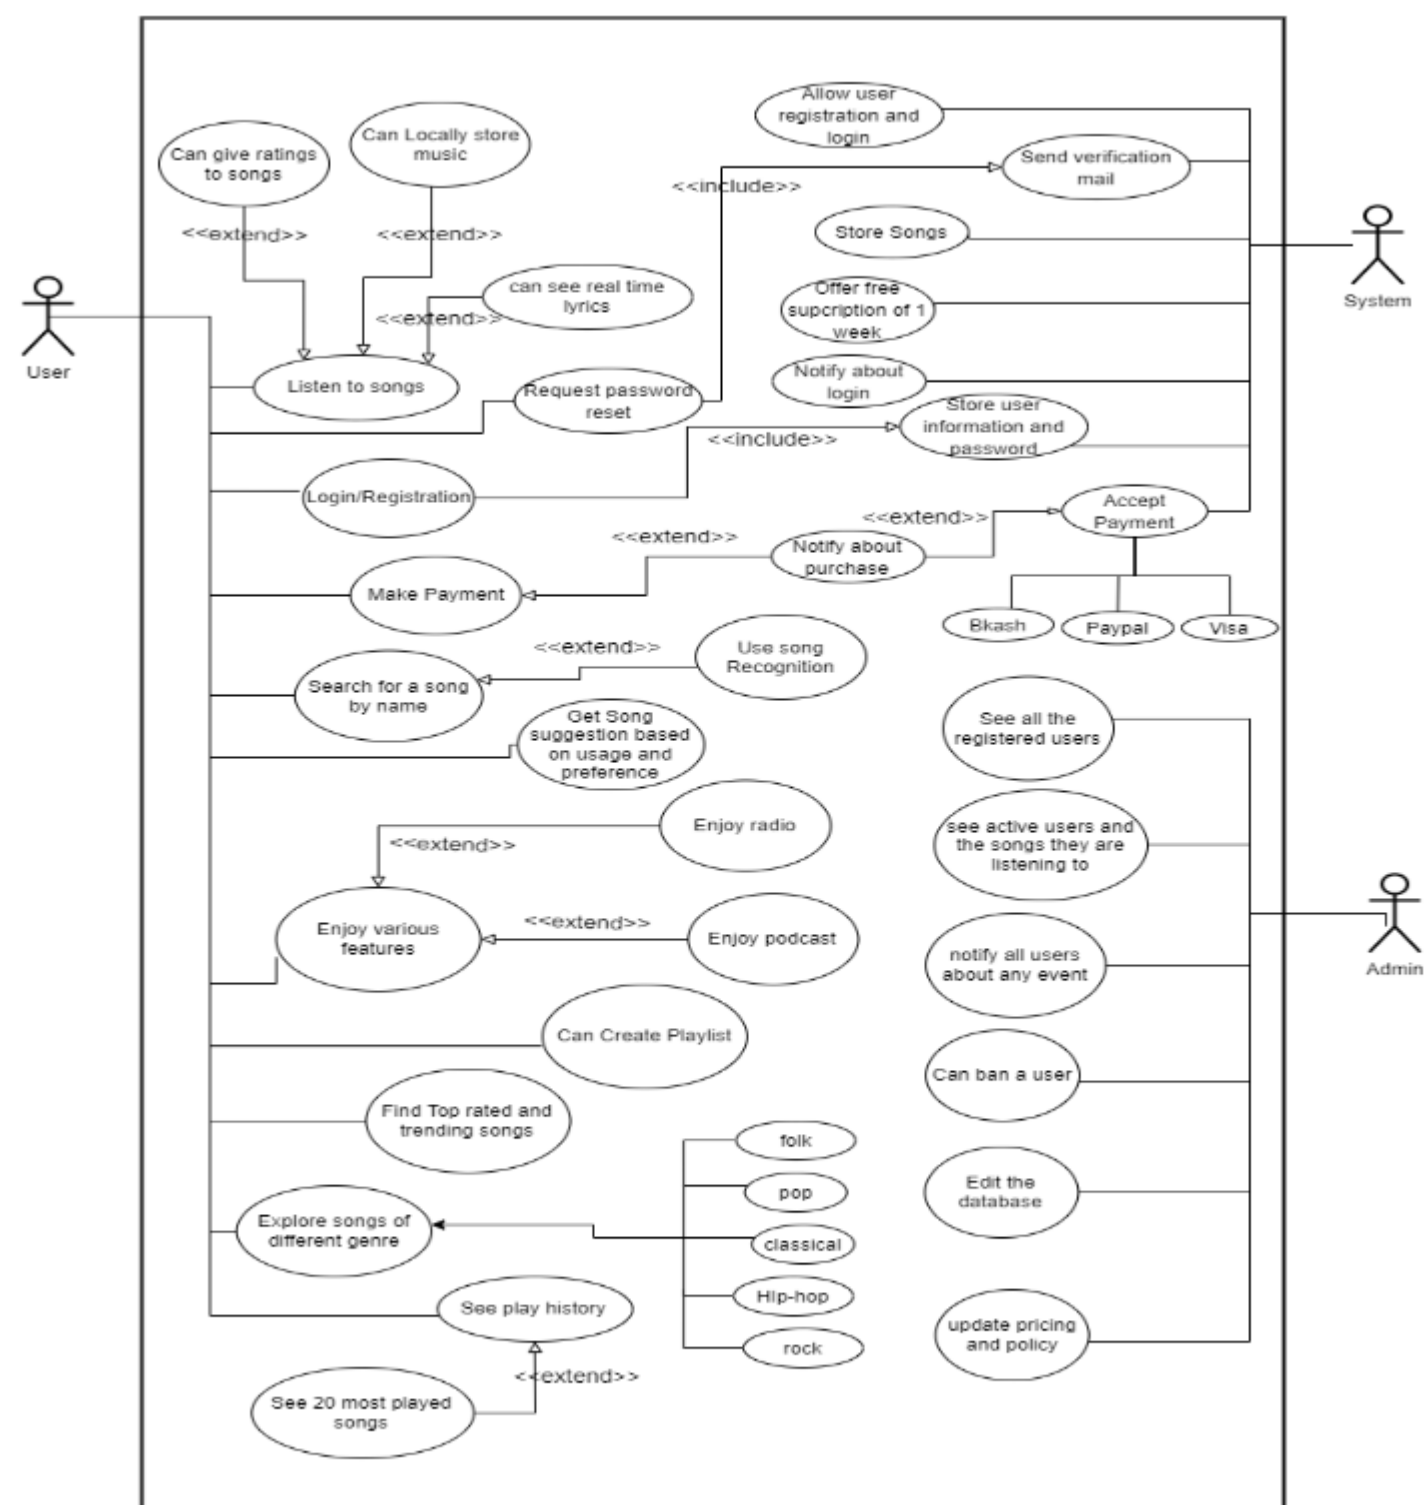 Allow user
registration and
login
Can Locally store
music
Can give ratings
to songs
Send verification
mail
<<include>>
<<extend>>
<<extend>>
Store Songs
System
can see real time
lyrics
<<extend>>
Offer free
supcription of 1
week
User
Listen to songs
Request password
reset
Notify about
login
Store user
information and
password
<<include>>
Login/Registration
Accept
Payment
<<extend>>
<<extend>>
Notify about
purchase
Make Payment
Bkash
Paypal
Visa
<<extend>>
Use song
Recognition
Search for a song
by name
Get Song
suggestion based
on usage and
preference
See all the
registered users
Enjoy radio
<<extend>>
see active users and
the songs they are
listening to
Enjoy various
features
<<extend>>
Enjoy podcast
notify all users
about any event
Admin
Can Create Playlist
Can ban a user
Find Top rated and
trending songs
folk
pop
classical
Hip-hop
rock
Edit the
database
Explore songs of
different genre
See play history
update pricing
and policy
<<extend>>
See 20 most played
songs